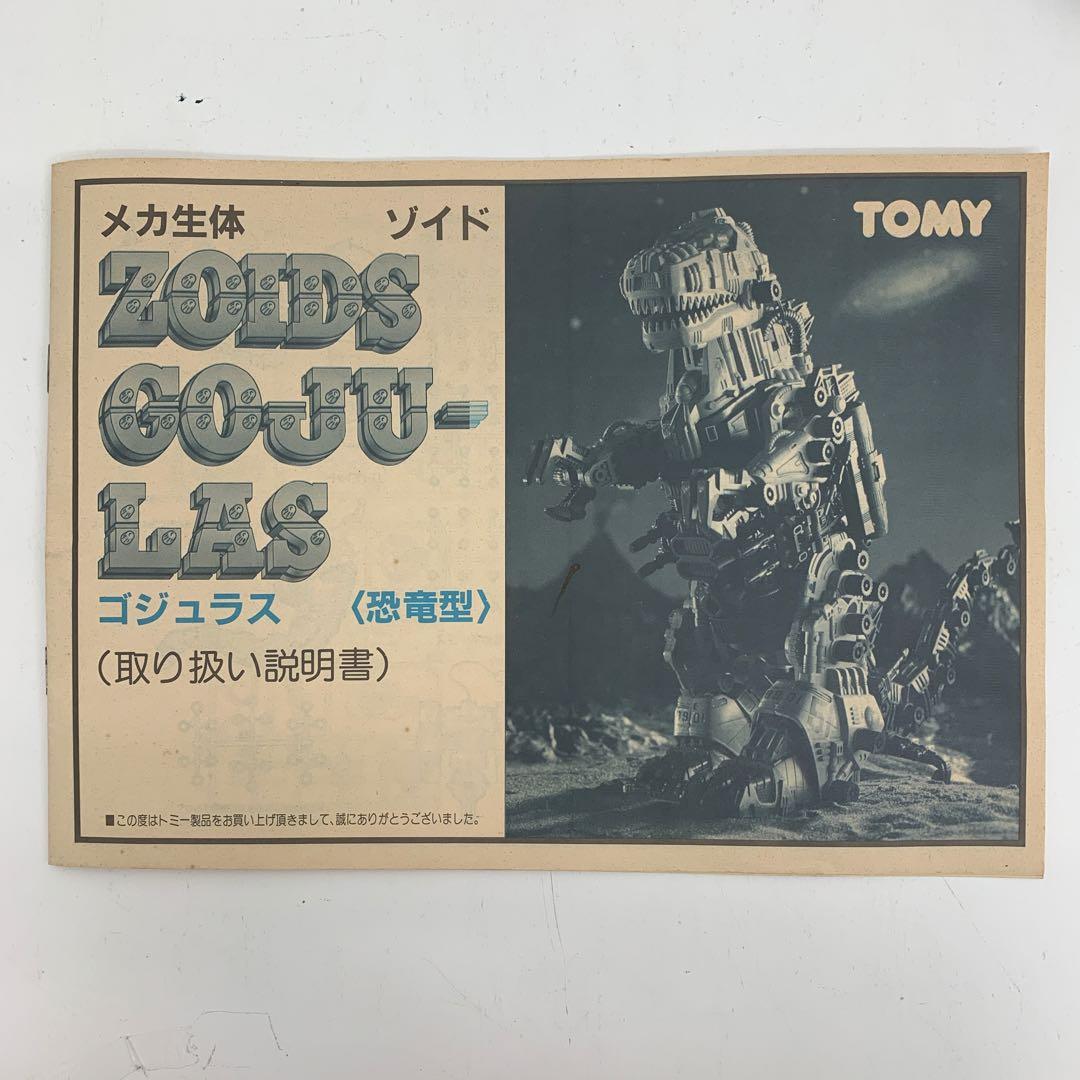 メカ生体 ゾイド
ZOIDS
GOJU-
LAS
ゴジュラス 〈恐竜型〉
(取り扱い説明書)
■この度はトミー製品をお買い上げ頂きまして、誠にありがとうございました。
TOMY